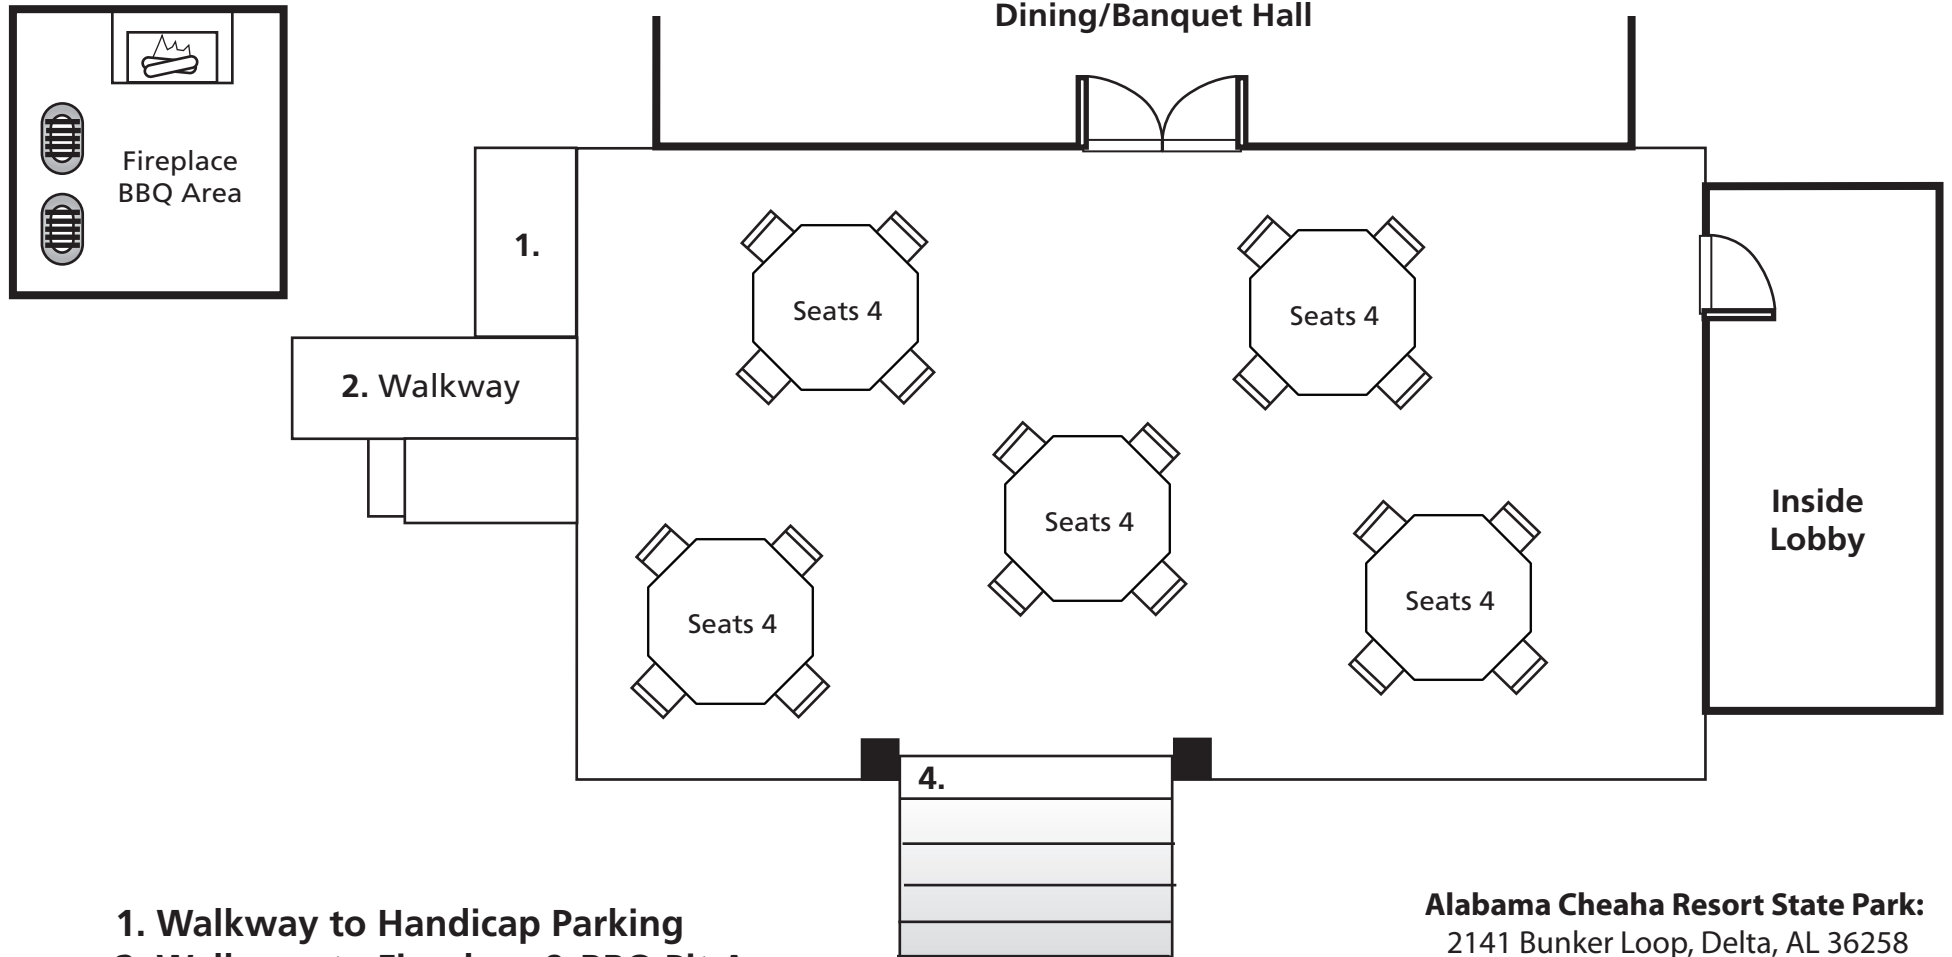 Dining/Banquet Hall
Fireplace
BBQ Area
1.
2. Walkway
Seats 4
Seats 4
Seats 4
Seats 4
Seats 4
Inside
Lobby
4.
1. Walkway to Handicap Parking
Alabama Cheaha Resort State Park:
2141 Bunker Loop, Delta, AL 36258